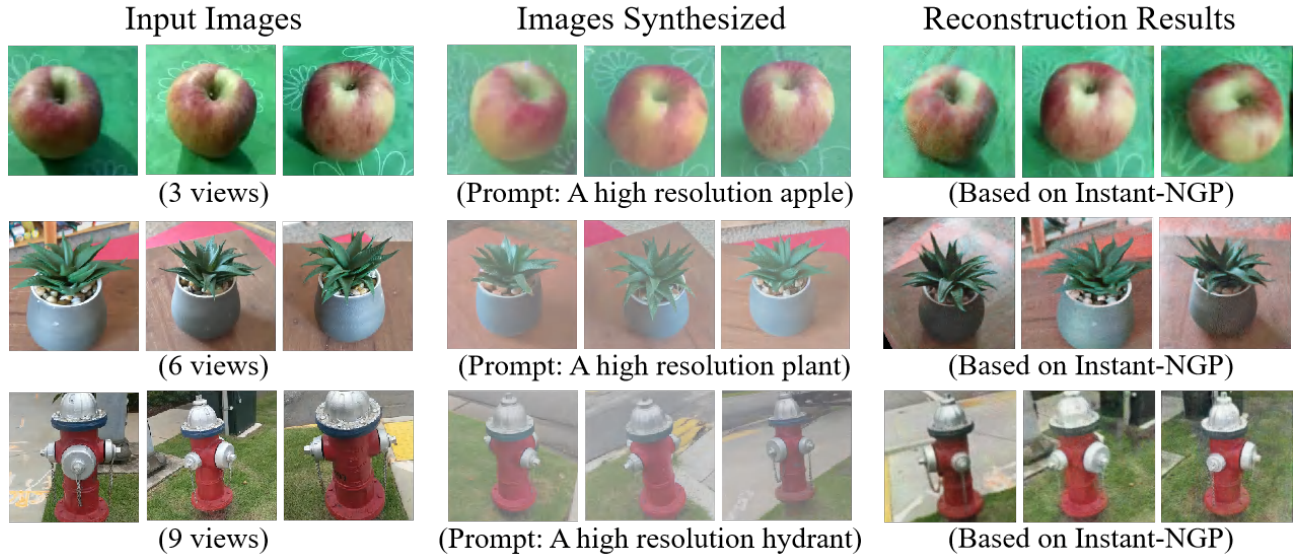 Input Images
Images Synthesized
Reconstruction Results
(3 views)
(Prompt: A high resolution apple)
(Based on Instant-NGP)
(6 views)
(Prompt: A high resolution plant)
(Based on Instant-NGP)
(9 views)
(Prompt: A high resolution hydrant)
(Based on Instant-NGP)